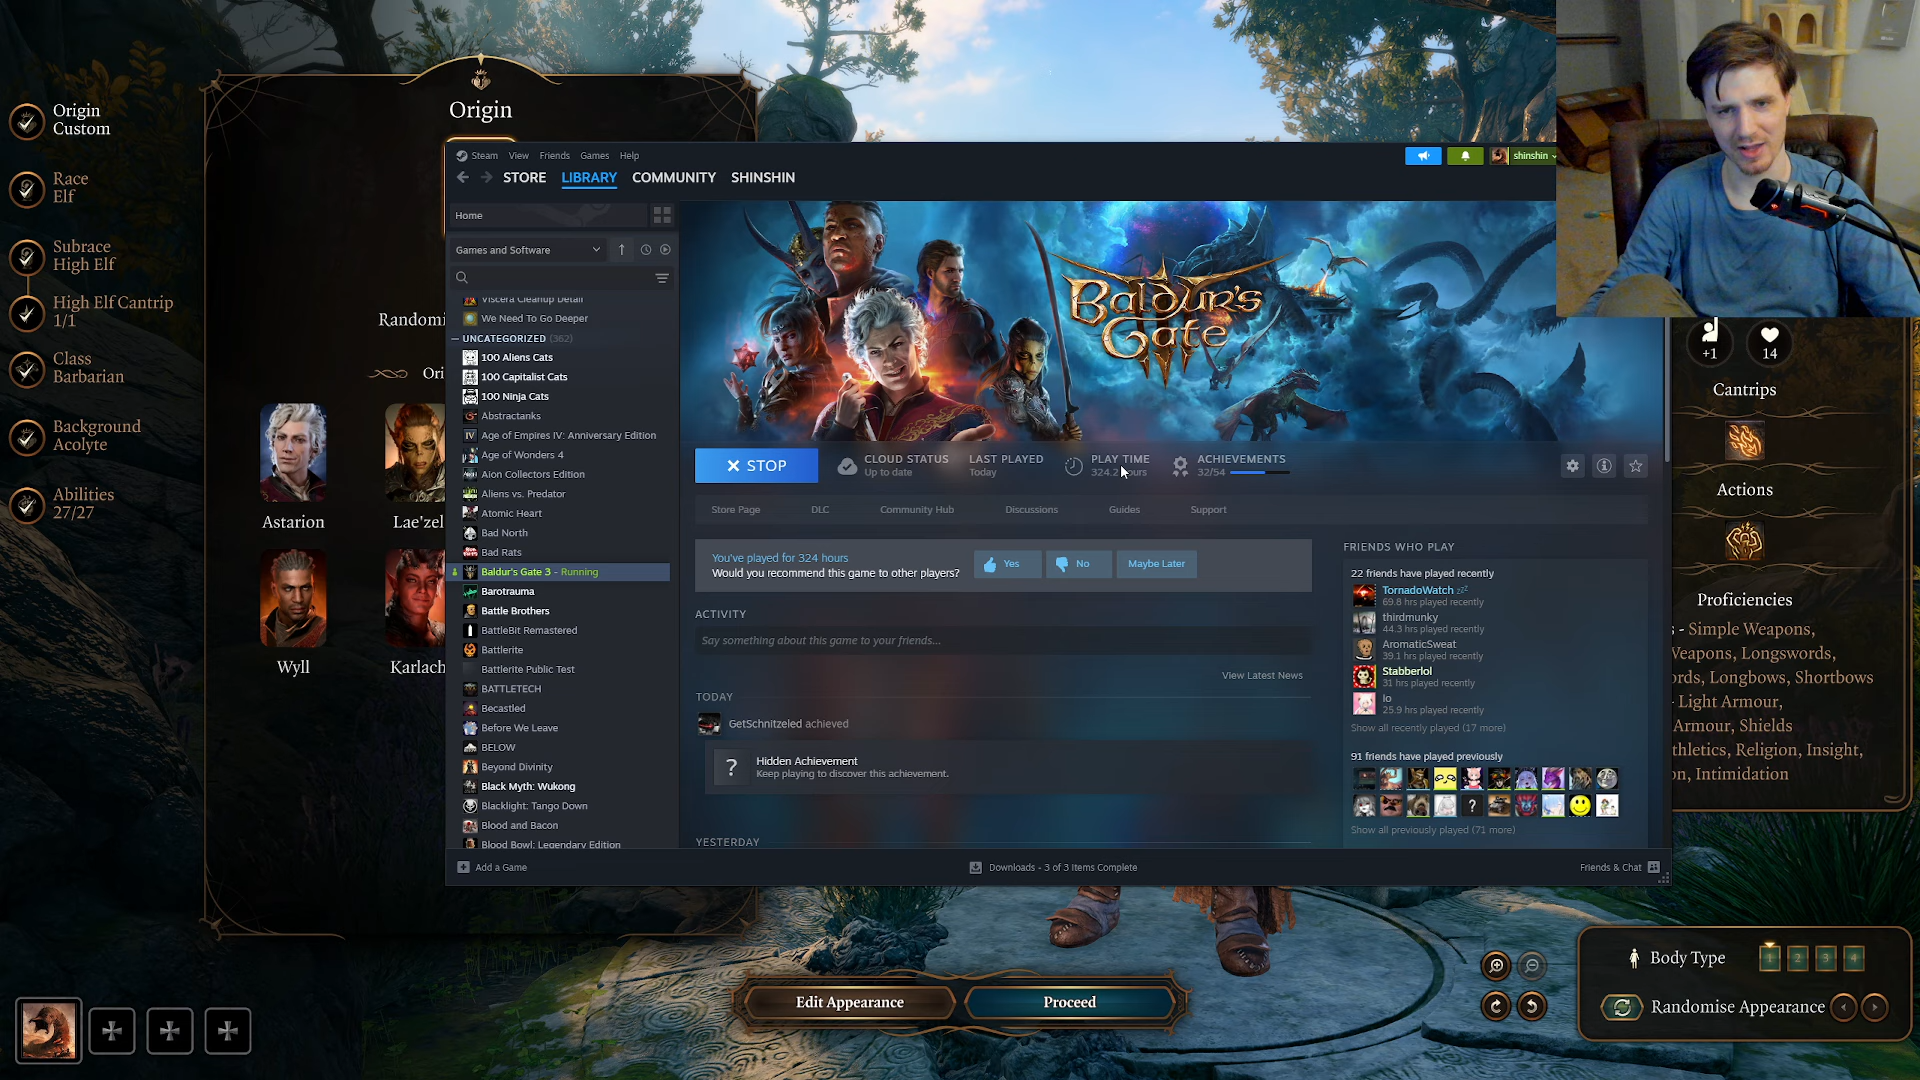 Origin
Custom
Race
Elf
Subrace
High Elf
High Elf Cantrip
1/1
Class
Barbarian
Background
Acolyte
Abilities
27/27
Origin
Randomi
Ori
Astarion
Lae'zel
Wyll
Karlach
Steam View Friends Games Help
shinshin
STORE LIBRARY COMMUNITY SHINSHIN
Home
Games and Software
Viscera Cleanup Detail
We Need To Go Deeper
UNCATEGORIZED (362)
100 Aliens Cats
100 Capitalist Cats
100 Ninja Cats
Abstractanks
Age of Empires IV: Anniversary Edition
Age of Wonders 4
Aion Collectors Edition
Aliens vs. Predator
Atomic Heart
Bad North
Bad Rats
Baldur's Gate 3 - Running
Barotrauma
Battle Brothers
BattleBit Remastered
Battlerite
Battlerite Public Test
BATTLETECH
Becastled
Before We Leave
BELOW
Beyond Divinity
Black Myth: Wukong
Blacklight: Tango Down
Blood and Bacon
Blood Bowl: Legendary Edition
Add a Game
Baldur's
Gate
STOP
CLOUD STATUS
Up to date
LAST PLAYED
Today
PLAY TIME
324.2
ACHIEVEMENTS
32/54
Store Page DLC Community Hub Discussions Guides Support
You've played for 324 hours
Would you recommend this game to other players?
Yes No Maybe Later
ACTIVITY
Say something about this game to your friends...
View Latest News
TODAY
GetSchnitzeled achieved
?
Hidden Achievement
Keep playing to discover this achievement.
YESTERDAY
FRIENDS WHO PLAY
22 friends have played recently
TornadoWatch zzz
69.8 hrs played recently
thirdmunky
44.3 hrs played recently
AromaticSweat
39.1 hrs played recently
Stabberlol
31 hrs played recently
lo
25.9 hrs played recently
Show all recently played (17 more)
91 friends have played previously
Show all previously played (71 more)
Downloads - 3 of 3 Items Complete
Friends & Chat
+1
14
Cantrips
Actions
Proficiencies
s - Simple Weapons,
Weapons, Longswords,
ords, Longbows, Shortbows
- Light Armour,
Armour, Shields
thletics, Religion, Insight,
n, Intimidation
Edit Appearance
Proceed
Body Type
1 2 3 4
Randomise Appearance